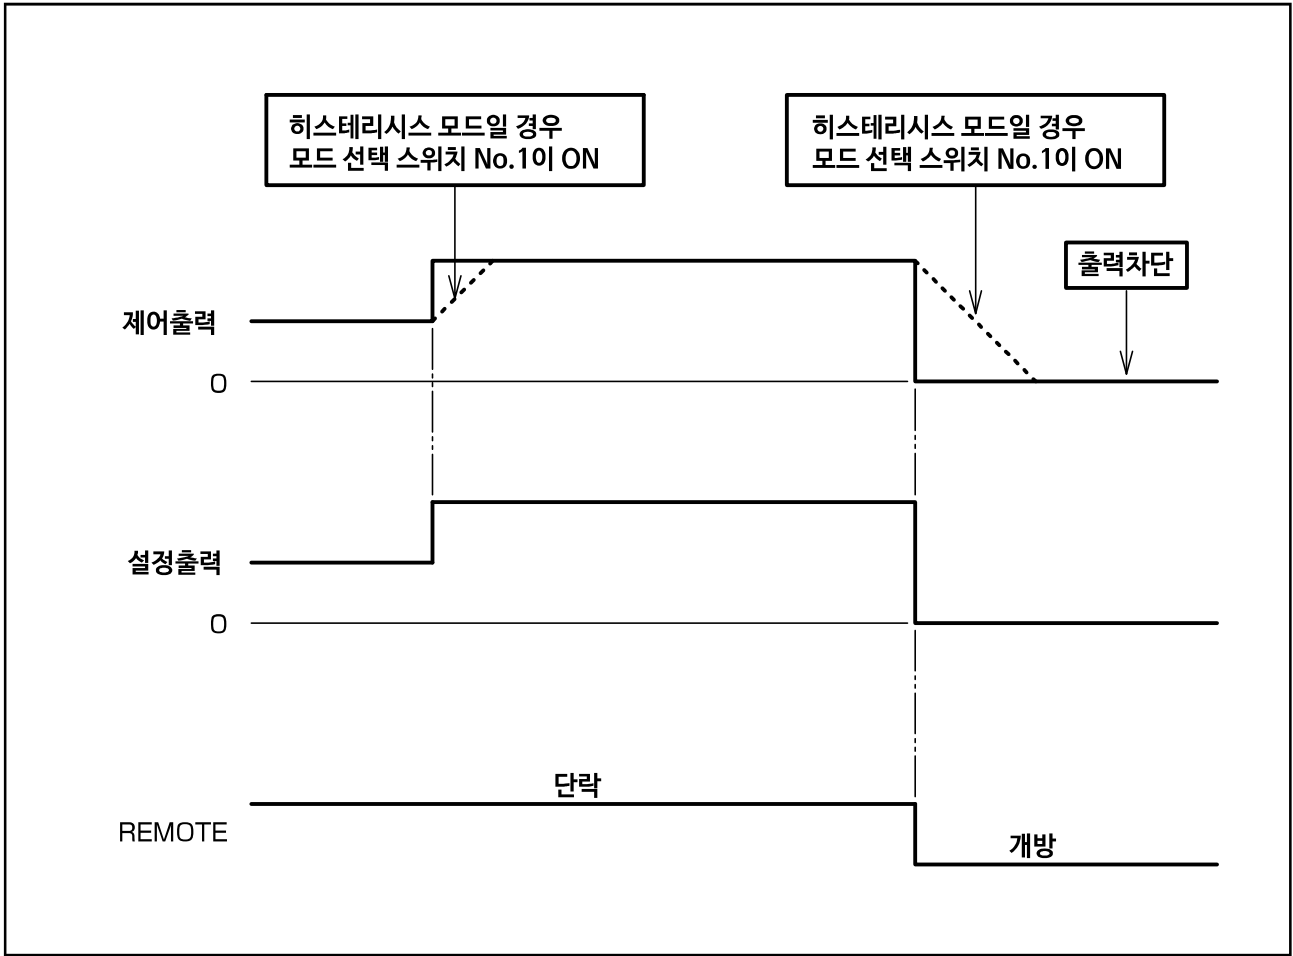 히스테리시스 모드일 경우
모드 선택 스위치 No.1이 ON
히스테리시스 모드일 경우
모드 선택 스위치 No.1이 ON
출력차단
제어출력
0
설정출력
0
단락
REMOTE
개방